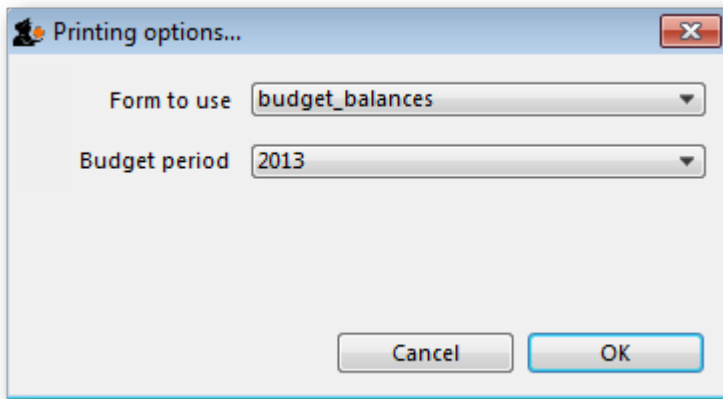 Printing options...
Form to use budget_balances
Budget period 2013
Cancel OK